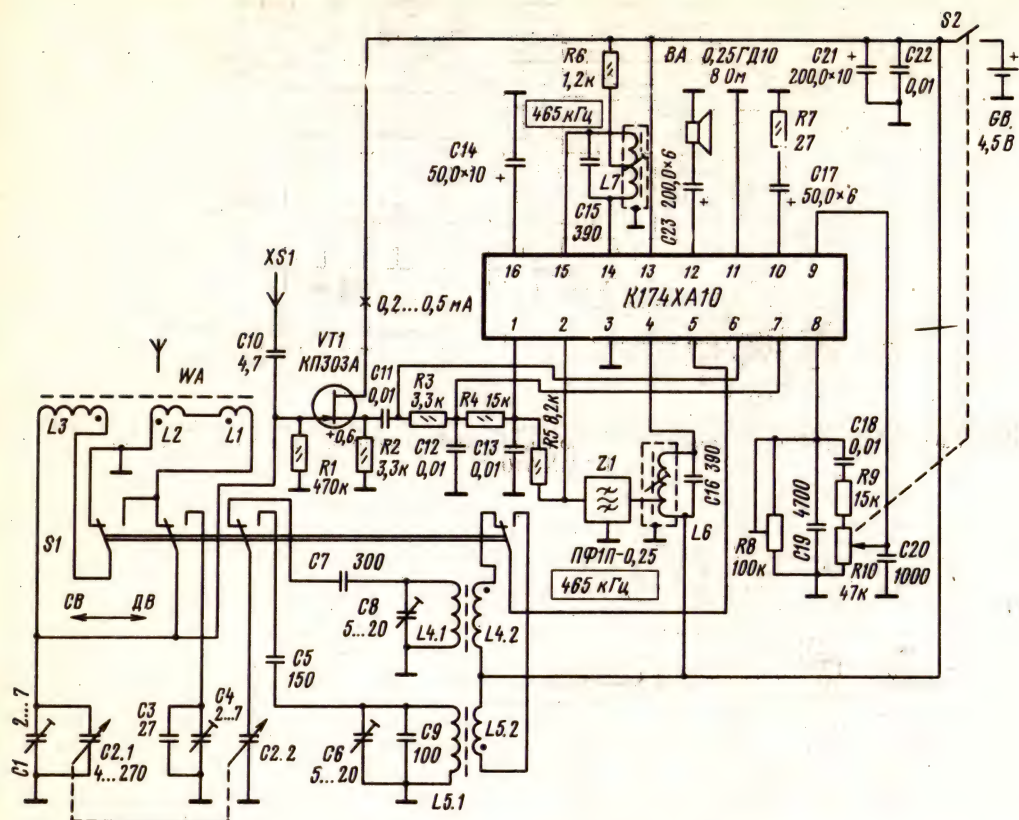 S2
R6
1,2к
ВА 0,25ГД10
8 Ом
C21 +
200,0×10
C22
0,01
+
GB
4,5 В
465 кГц
R7
27
C14
50,0×10 +
L7
C15
390
C23 200,0×6
+
C17
+ 50,0×6
16 15 14 13 12 11 10 9
К174ХА10
1 2 3 4 5 6 7 8
XS1
0,2...0,5 мА
C10
4,7
VT1
КП303А
WA
L3
L2
L1
C11
0,01
R3
3,3к
R4 15к
+0,6
R1
470к
R2
3,3к
C12
0,01
C13
0,01
R5 8,2к
Z1
C16 390
L6
ПФ1П-0,25
465 кГц
C18
0,01
R9
15к
C19 4700
R8
100к
R10
47к
C20
1000
S1
СВ ДВ
C7 300
C8
5...20
L4.1
L4.2
C5
150
C1 2...7
C2.1
4...270
C3
27
C4
2...7
C2.2
C6
5...20
C9
100
L5.2
L5.1